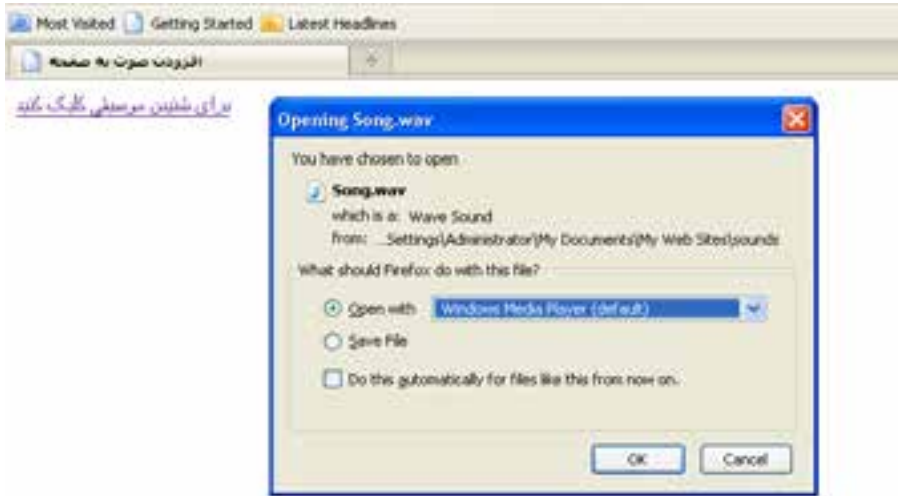 Most Visited Getting Started Latest Headlines
افزودن صوت به صفحه
برای شنیدن موسیقی کلیک کنید
Opening Song.wav
You have chosen to open
Song.wav
which is a: Wave Sound
from: ...Settings\Administrator\My Documents\My Web Sites\sounds
What should Firefox do with this file?
Open with Windows Media Player (default)
Save File
Do this automatically for files like this from now on.
OK Cancel